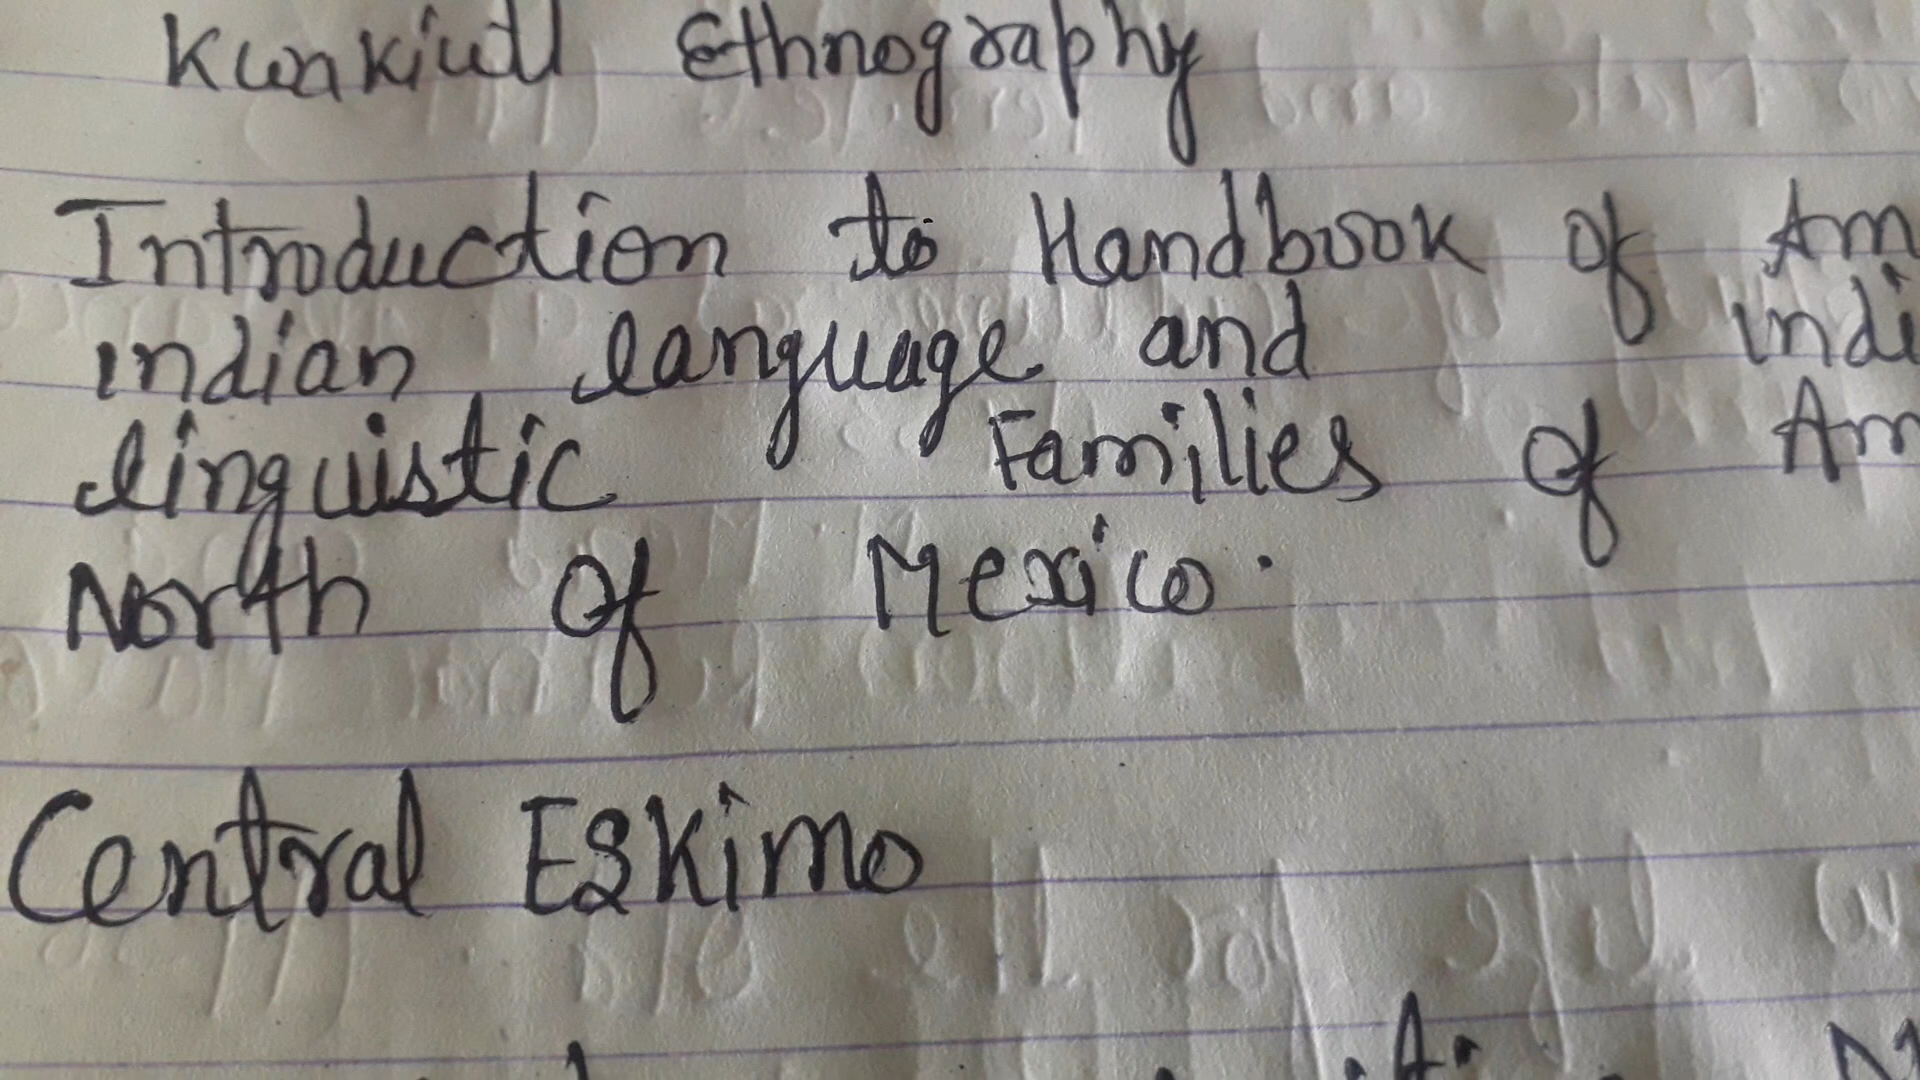 Kwakiutl Ethnography
Introduction to Handbook of Am
indian language and indi
linguistic Families of Am
North of Mexico.
Central Eskimo